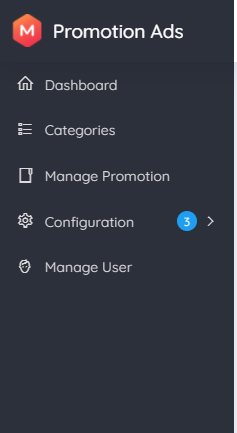 M Promotion Ads
Dashboard
Categories
Manage Promotion
Configuration 3
Manage User